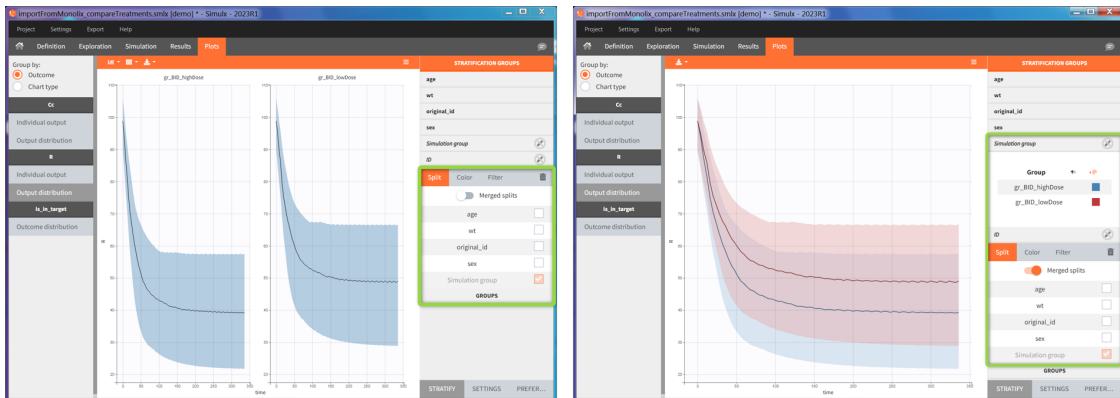 importFromMonolix_compareTreatments.smlx [demo] * - Simulx - 2023R1
Project Settings Export Help
Definition Exploration Simulation Results Plots
Group by:
Outcome
Chart type
Cc
Individual output
Output distribution
R
Individual output
Output distribution
is_in_target
Outcome distribution
gr_BID_highDose gr_BID_lowDose
R
time
STRATIFICATION GROUPS
age
wt
original_id
sex
Simulation group
ID
Split Color Filter
Merged splits
age
wt
original_id
sex
Simulation group
GROUPS
STRATIFY SETTINGS PREFER...
importFromMonolix_compareTreatments.smlx [demo] * - Simulx - 2023R1
Project Settings Export Help
Definition Exploration Simulation Results Plots
Group by:
Outcome
Chart type
Cc
Individual output
Output distribution
R
Individual output
Output distribution
is_in_target
Outcome distribution
R
time
STRATIFICATION GROUPS
age
wt
original_id
sex
Simulation group
Group
gr_BID_highDose
gr_BID_lowDose
ID
Split Color Filter
Merged splits
age
wt
original_id
sex
Simulation group
GROUPS
STRATIFY SETTINGS PREFER...